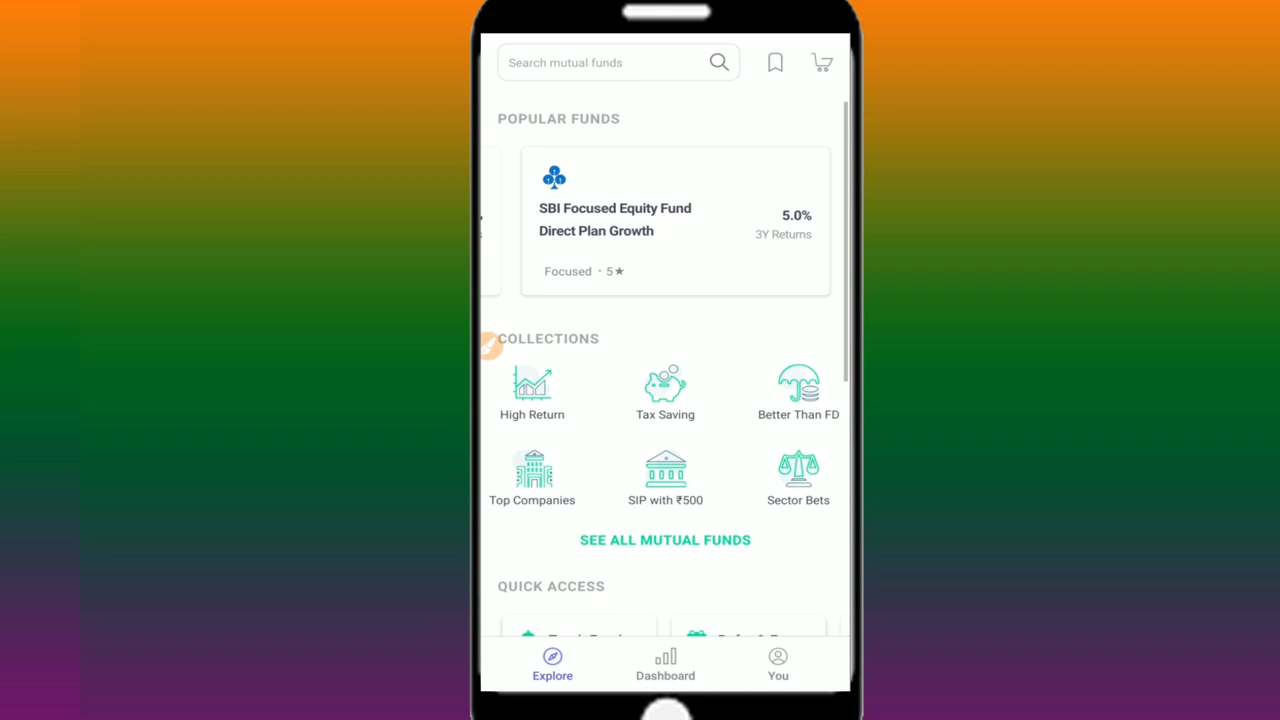 Search mutual funds
POPULAR FUNDS
SBI Focused Equity Fund
Direct Plan Growth
5.0%
3Y Returns
Focused · 5★
COLLECTIONS
High Return
Tax Saving
Better Than FD
Top Companies
SIP with ₹500
Sector Bets
SEE ALL MUTUAL FUNDS
QUICK ACCESS
Explore
Dashboard
You